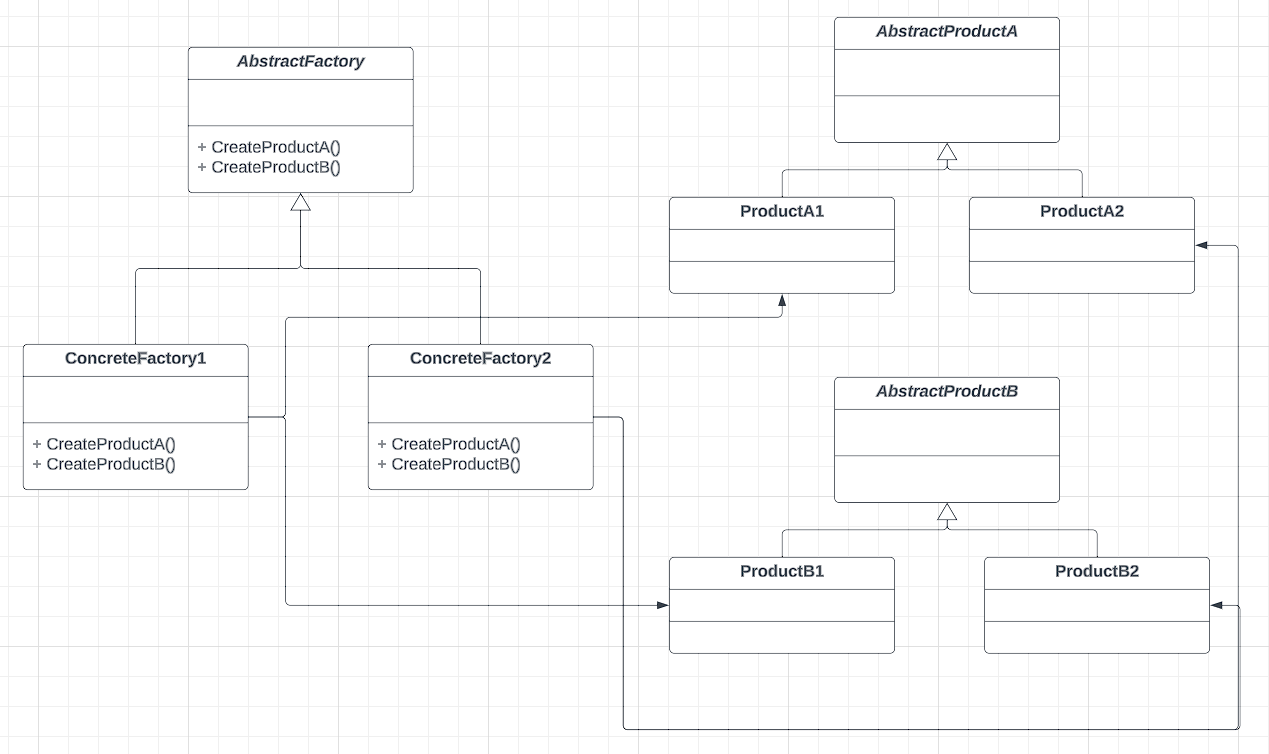 AbstractFactory
+ CreateProductA()
+ CreateProductB()
AbstractProductA
ProductA1
ProductA2
ConcreteFactory1
+ CreateProductA()
+ CreateProductB()
ConcreteFactory2
+ CreateProductA()
+ CreateProductB()
AbstractProductB
ProductB1
ProductB2